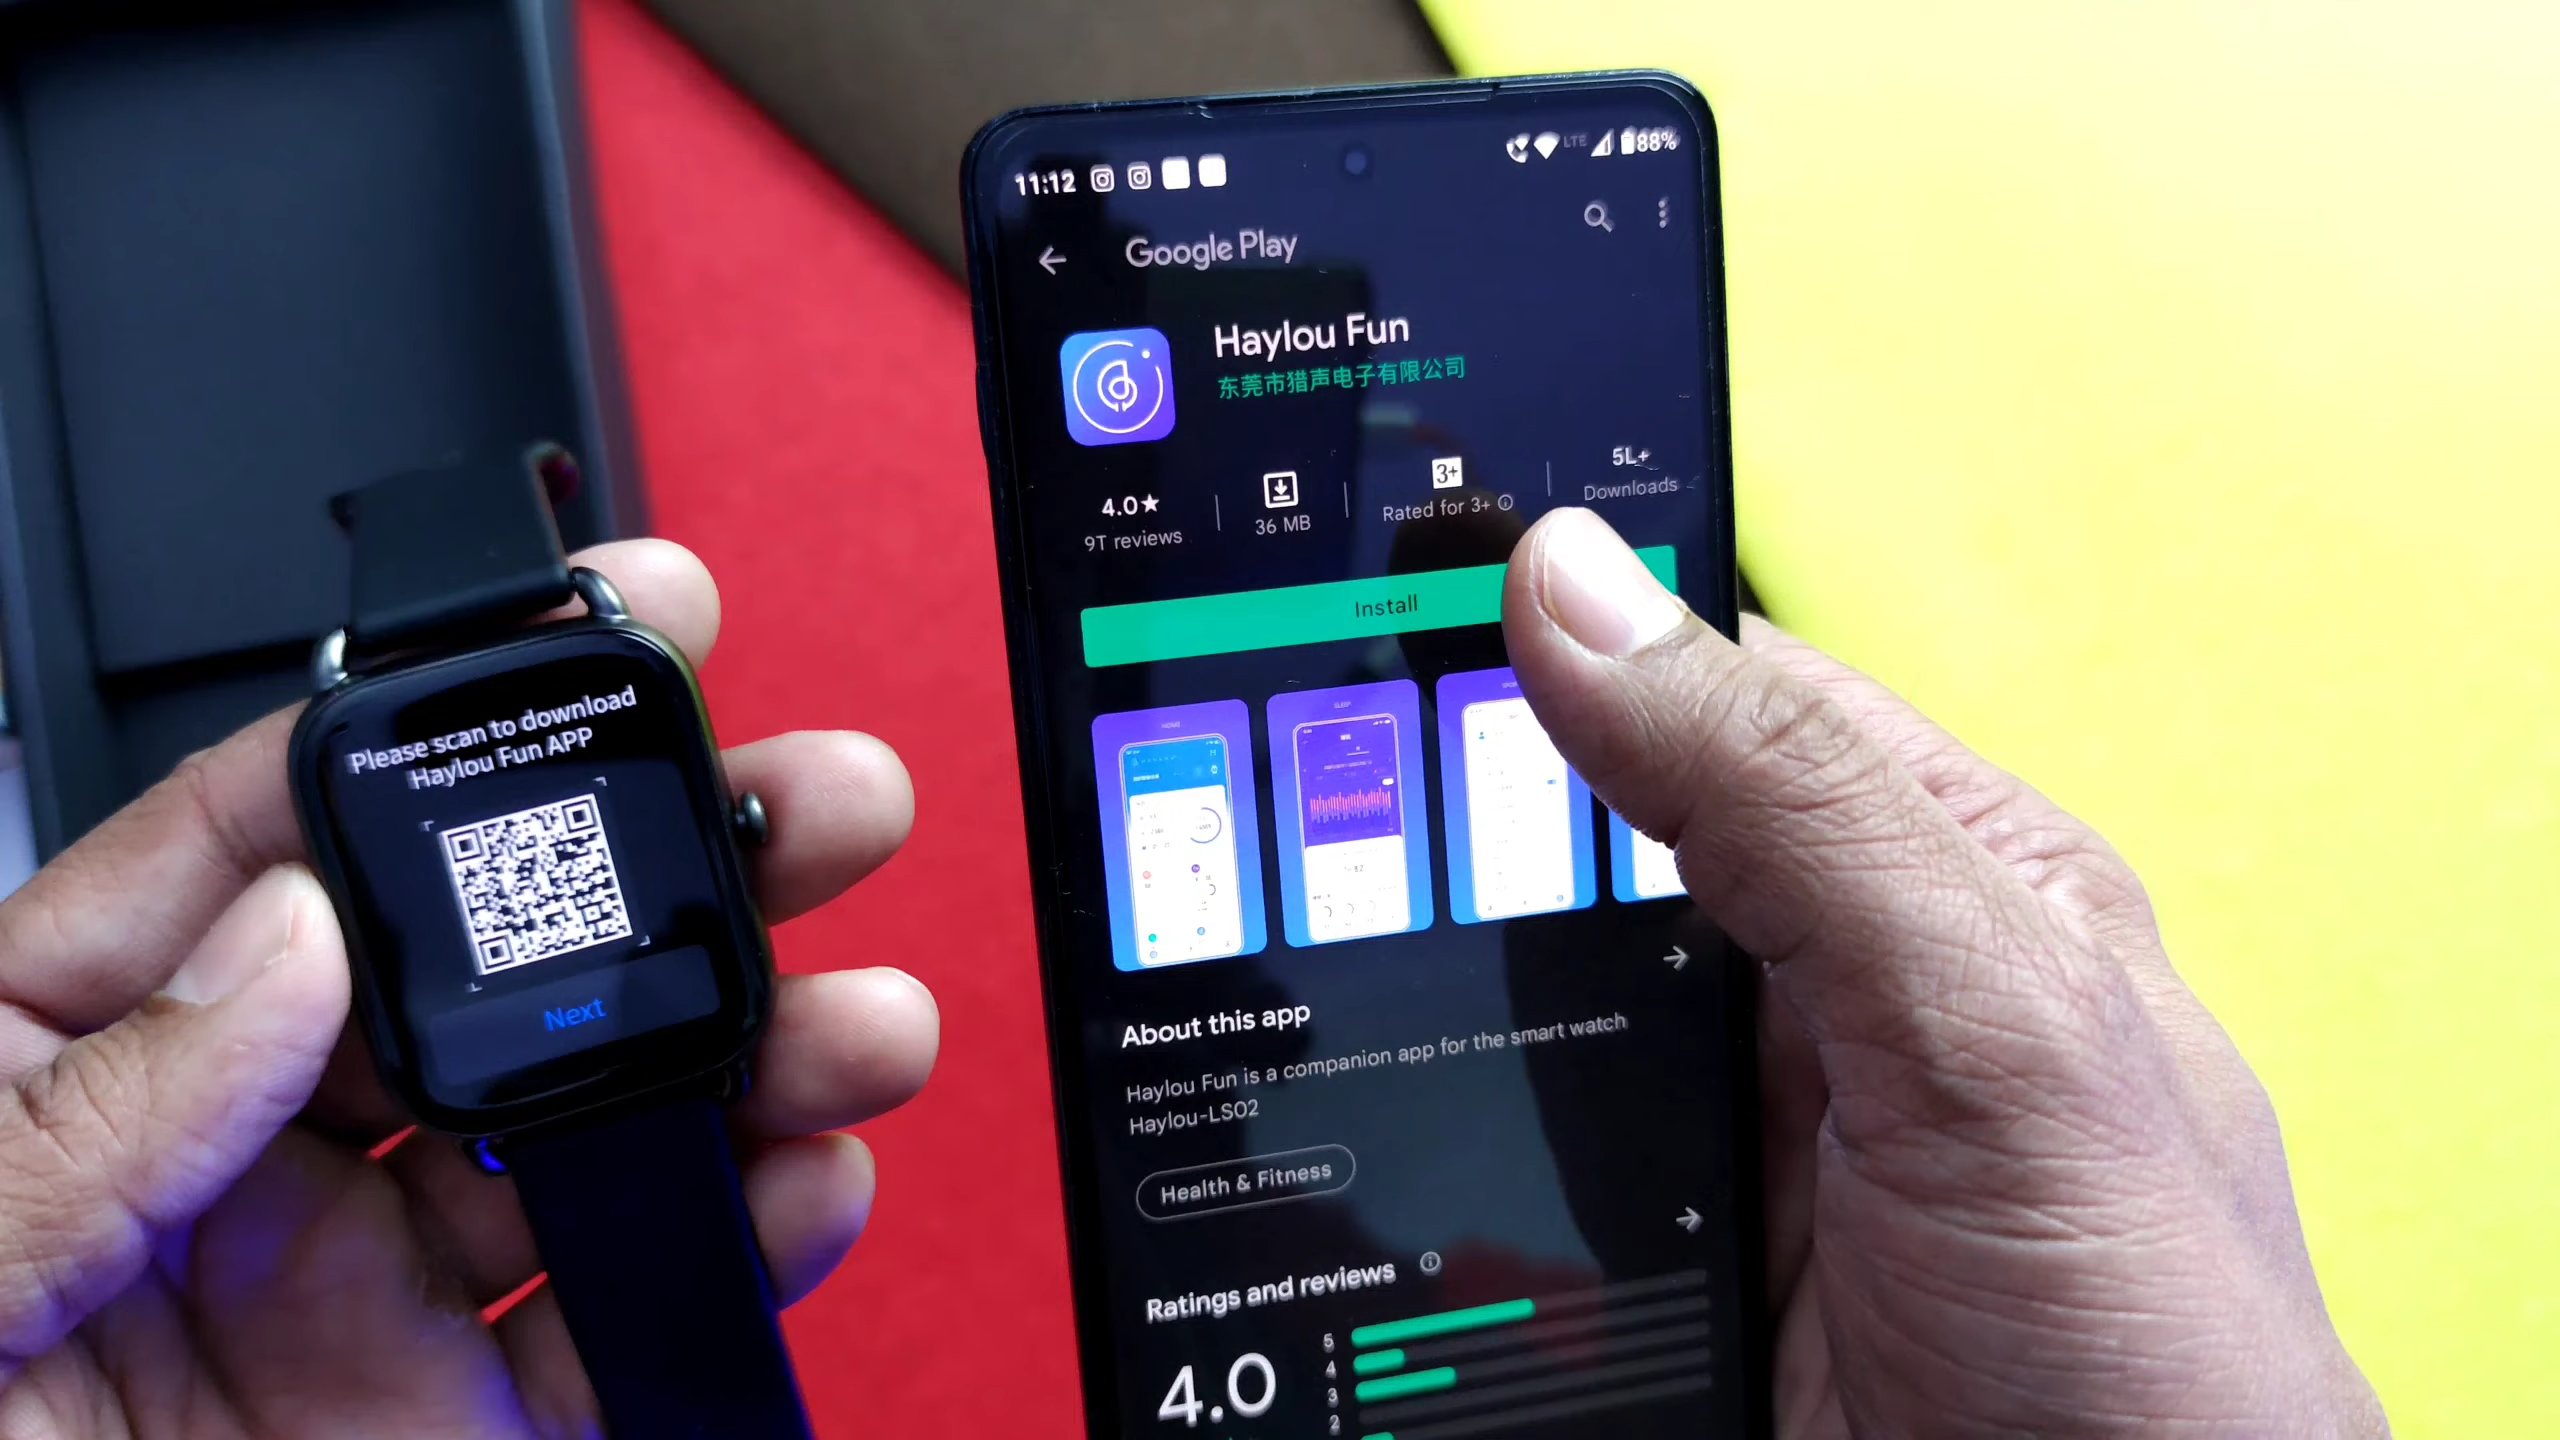 Please scan to download
Haylou Fun APP
Next
11:12
LTE
88%
Google Play
Haylou Fun
东莞市猎声电子有限公司
4.0★
9T reviews
36 MB
3+
Rated for 3+
5L+
Downloads
Install
HOME
SLEEP
About this app
Haylou Fun is a companion app for the smart watch
Haylou-LS02
Health & Fitness
Ratings and reviews
4.0
5
4
3
2